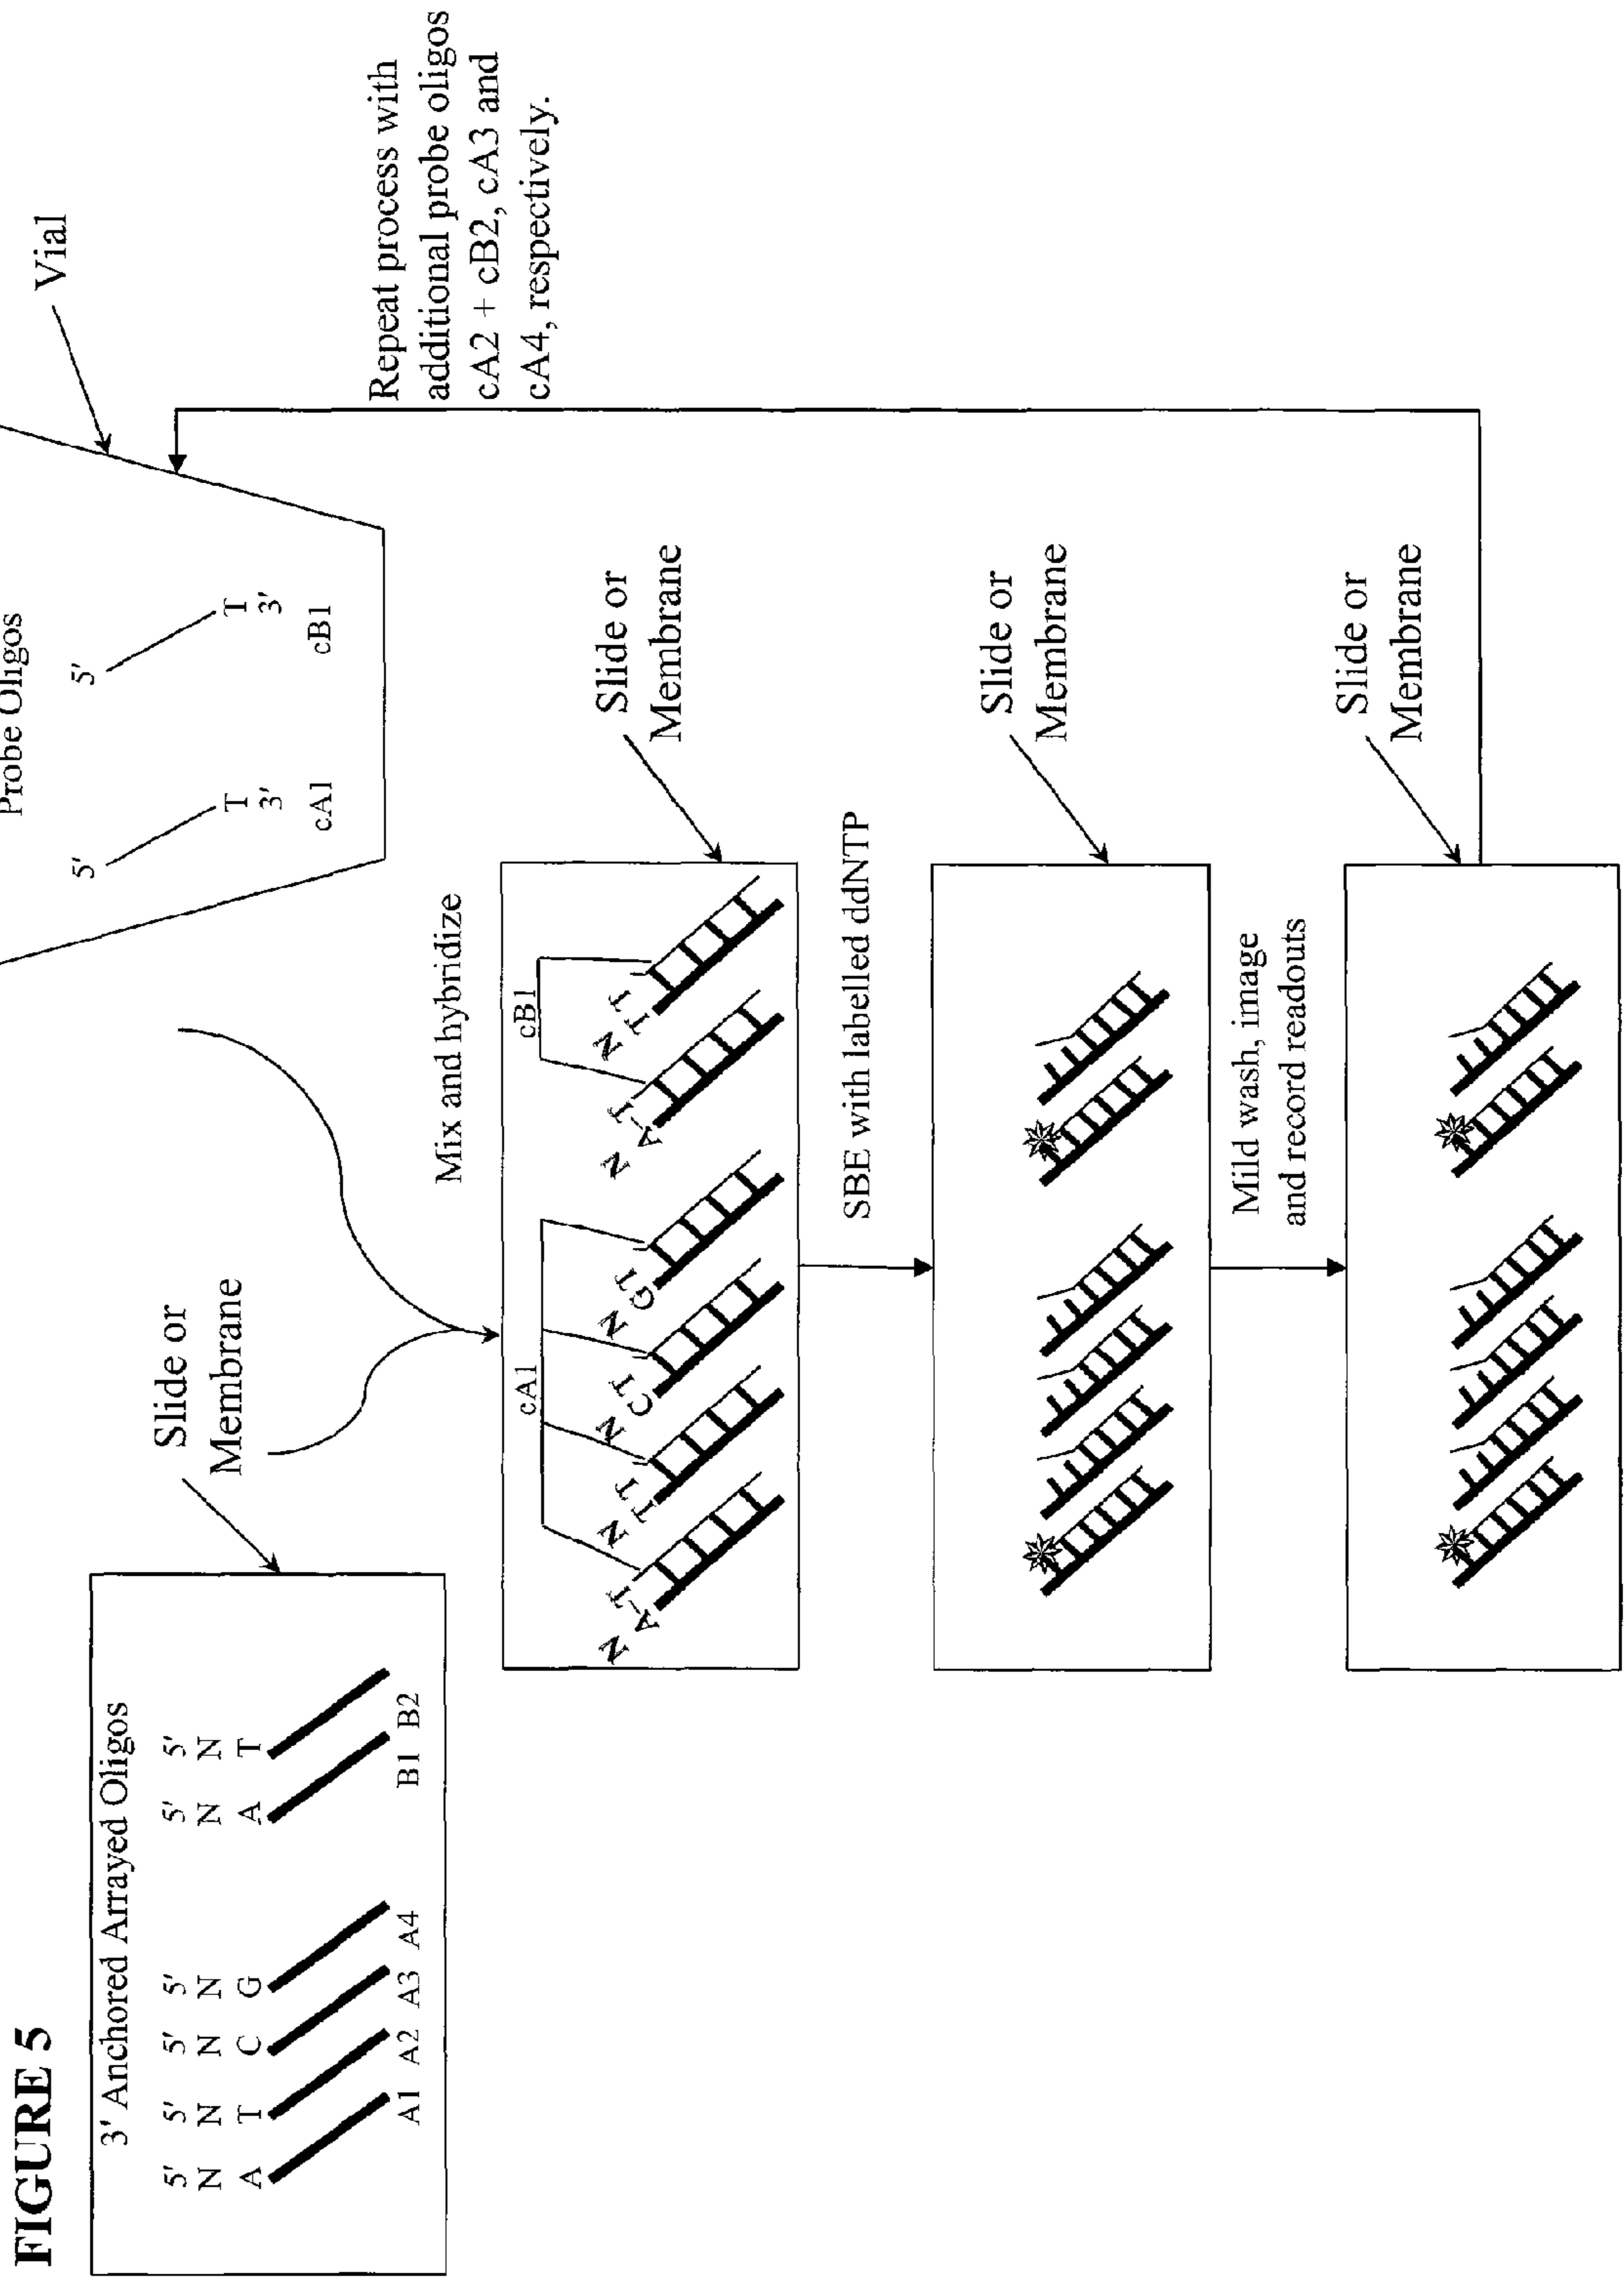 FIGURE 5
3' Anchored Arrayed Oligos
5' 5' 5' 5' 5' 5'
N N N N N N
A T C G A T
A1 A2 A3 A4 B1 B2
Slide or
Membrane
Probe Oligos
5' 5'
T T
3' 3'
cA1 cB1
Vial
Mix and hybridize
cA1 cB1
N A T
N T T
N C T
N G T
N A T
N T T
Slide or
Membrane
SBE with labelled ddNTP
Slide or
Membrane
Mild wash, image
and record readouts
Slide or
Membrane
Repeat process with
additional probe oligos
cA2 + cB2, cA3 and
cA4, respectively.